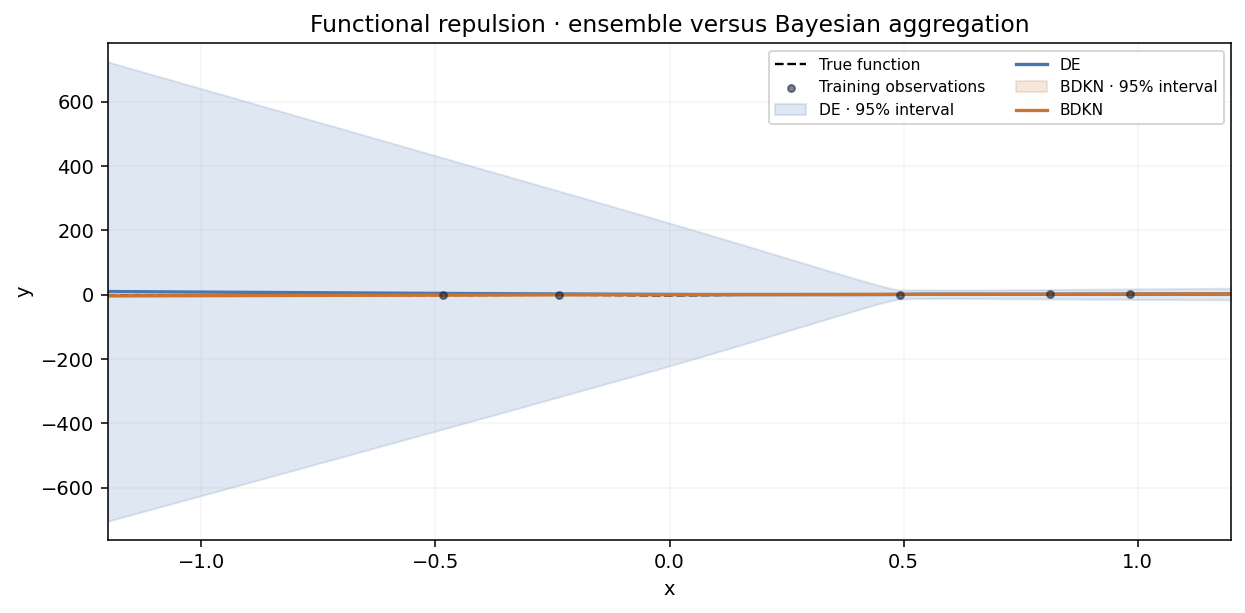 Functional repulsion · ensemble versus Bayesian aggregation
True function
Training observations
DE · 95% interval
DE
BDKN · 95% interval
BDKN
600
400
200
0
−200
−400
−600
y
−1.0
−0.5
0.0
0.5
1.0
x